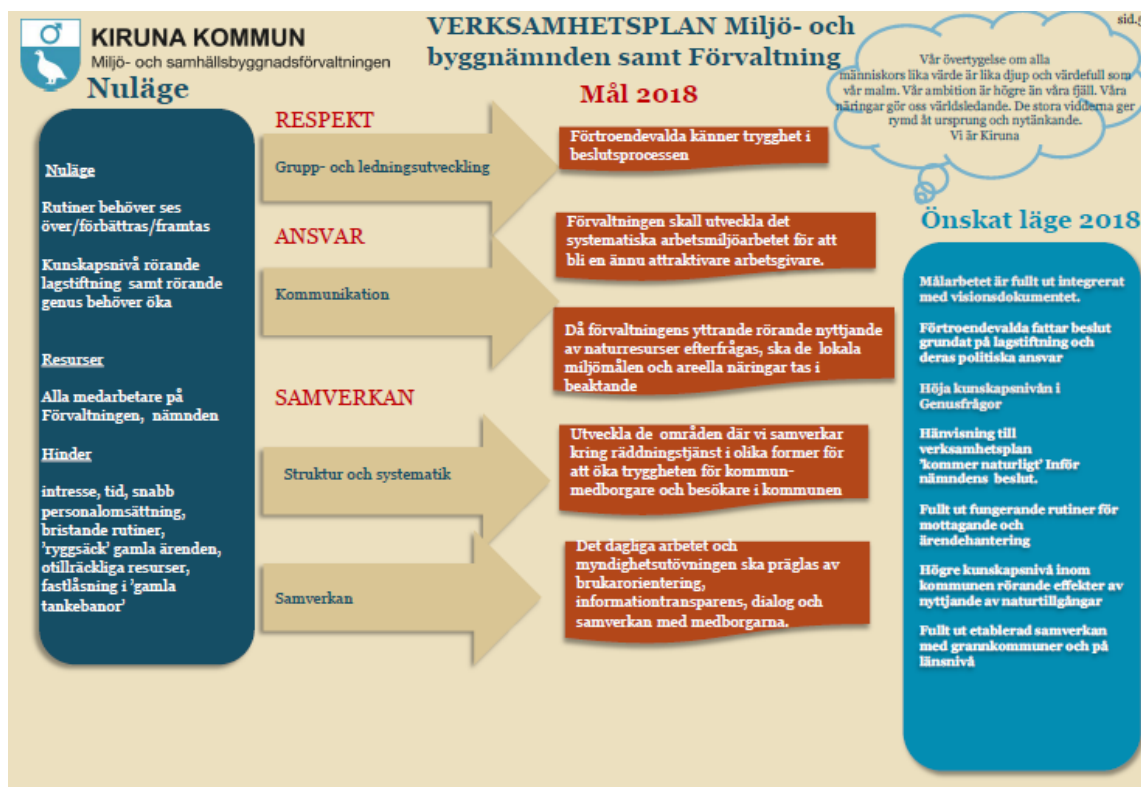 KIRUNA KOMMUN
Miljö- och samhällsbyggnadsförvaltningen
VERKSAMHETSPLAN Miljö- och
byggnämnden samt Förvaltning
sid.5
Vår övertygelse om alla
människors lika värde är lika djup och värdefull som
vår malm. Vår ambition är högre än våra fjäll. Våra
näringar gör oss världsledande. De stora vidderna ger
rymd åt ursprung och nytänkande.
Vi är Kiruna
Nuläge
Nuläge
Rutiner behöver ses
över/förbättras/framtas
Kunskapsnivå rörande
lagstiftning samt rörande
genus behöver öka
Resurser
Alla medarbetare på
Förvaltningen, nämnden
Hinder
intresse, tid, snabb
personalomsättning,
bristande rutiner,
'ryggsäck' gamla ärenden,
otillräckliga resurser,
fastlåsning i 'gamla
tankebanor'
RESPEKT
Grupp- och ledningsutveckling
ANSVAR
Kommunikation
SAMVERKAN
Struktur och systematik
Samverkan
Mål 2018
Förtroendevalda känner trygghet i
beslutsprocessen
Förvaltningen skall utveckla det
systematiska arbetsmiljöarbetet för att
bli en ännu attraktivare arbetsgivare.
Då förvaltningens yttrande rörande nyttjande
av naturresurser efterfrågas, ska de lokala
miljömålen och areella näringar tas i
beaktande
Utveckla de områden där vi samverkar
kring räddningstjänst i olika former för
att öka tryggheten för kommun-
medborgare och besökare i kommunen
Det dagliga arbetet och
myndighetsutövningen ska präglas av
brukarorientering,
informationtransparens, dialog och
samverkan med medborgarna.
Önskat läge 2018
Målarbetet är fullt ut integrerat
med visionsdokumentet.
Förtroendevalda fattar beslut
grundat på lagstiftning och
deras politiska ansvar
Höja kunskapsnivån i
Genusfrågor
Hänvisning till
verksamhetsplan
'kommer naturligt' Inför
nämndens beslut.
Fullt ut fungerande rutiner för
mottagande och
ärendehantering
Högre kunskapsnivå inom
kommunen rörande effekter av
nyttjande av naturtillgångar
Fullt ut etablerad samverkan
med grannkommuner och på
länsnivå